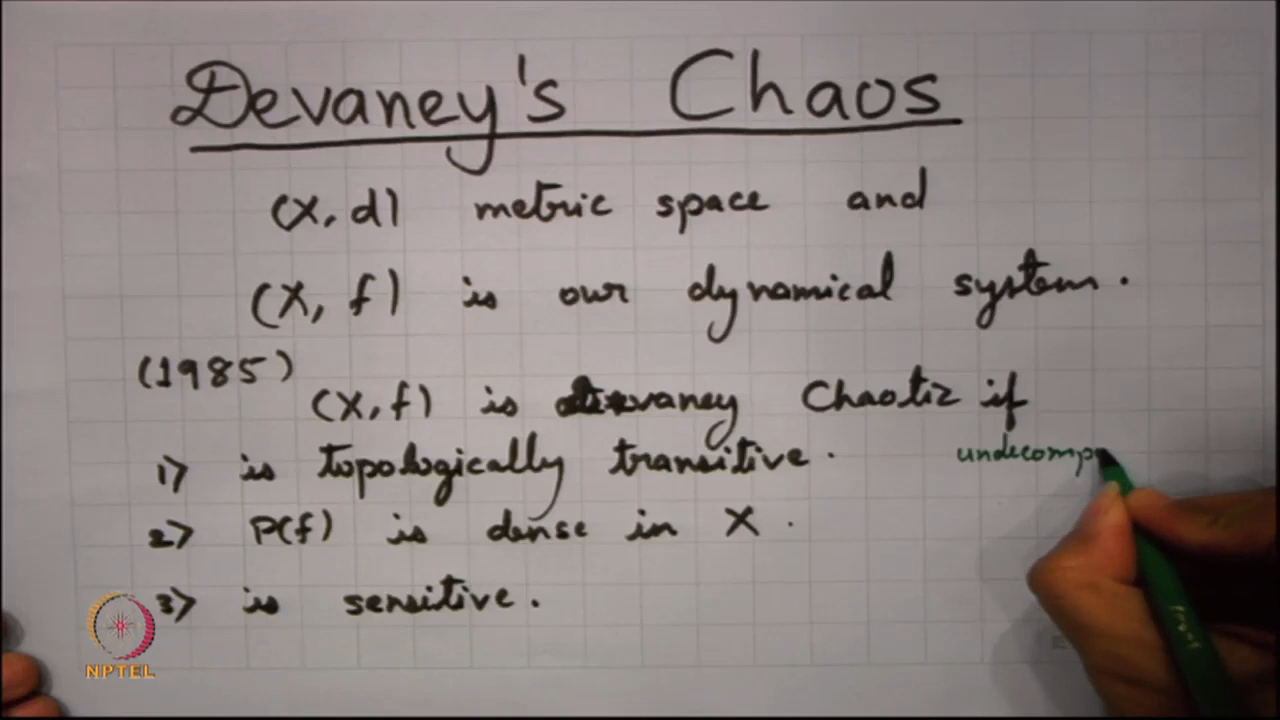 Devaney's Chaos
(X, d) metric space and
(X, f) is our dynamical system.
(1985)
(X, f) is Devaney Chaotic if
1) is topologically transitive. undecomp
2) P(f) is dense in X.
3) is sensitive.
NPTEL